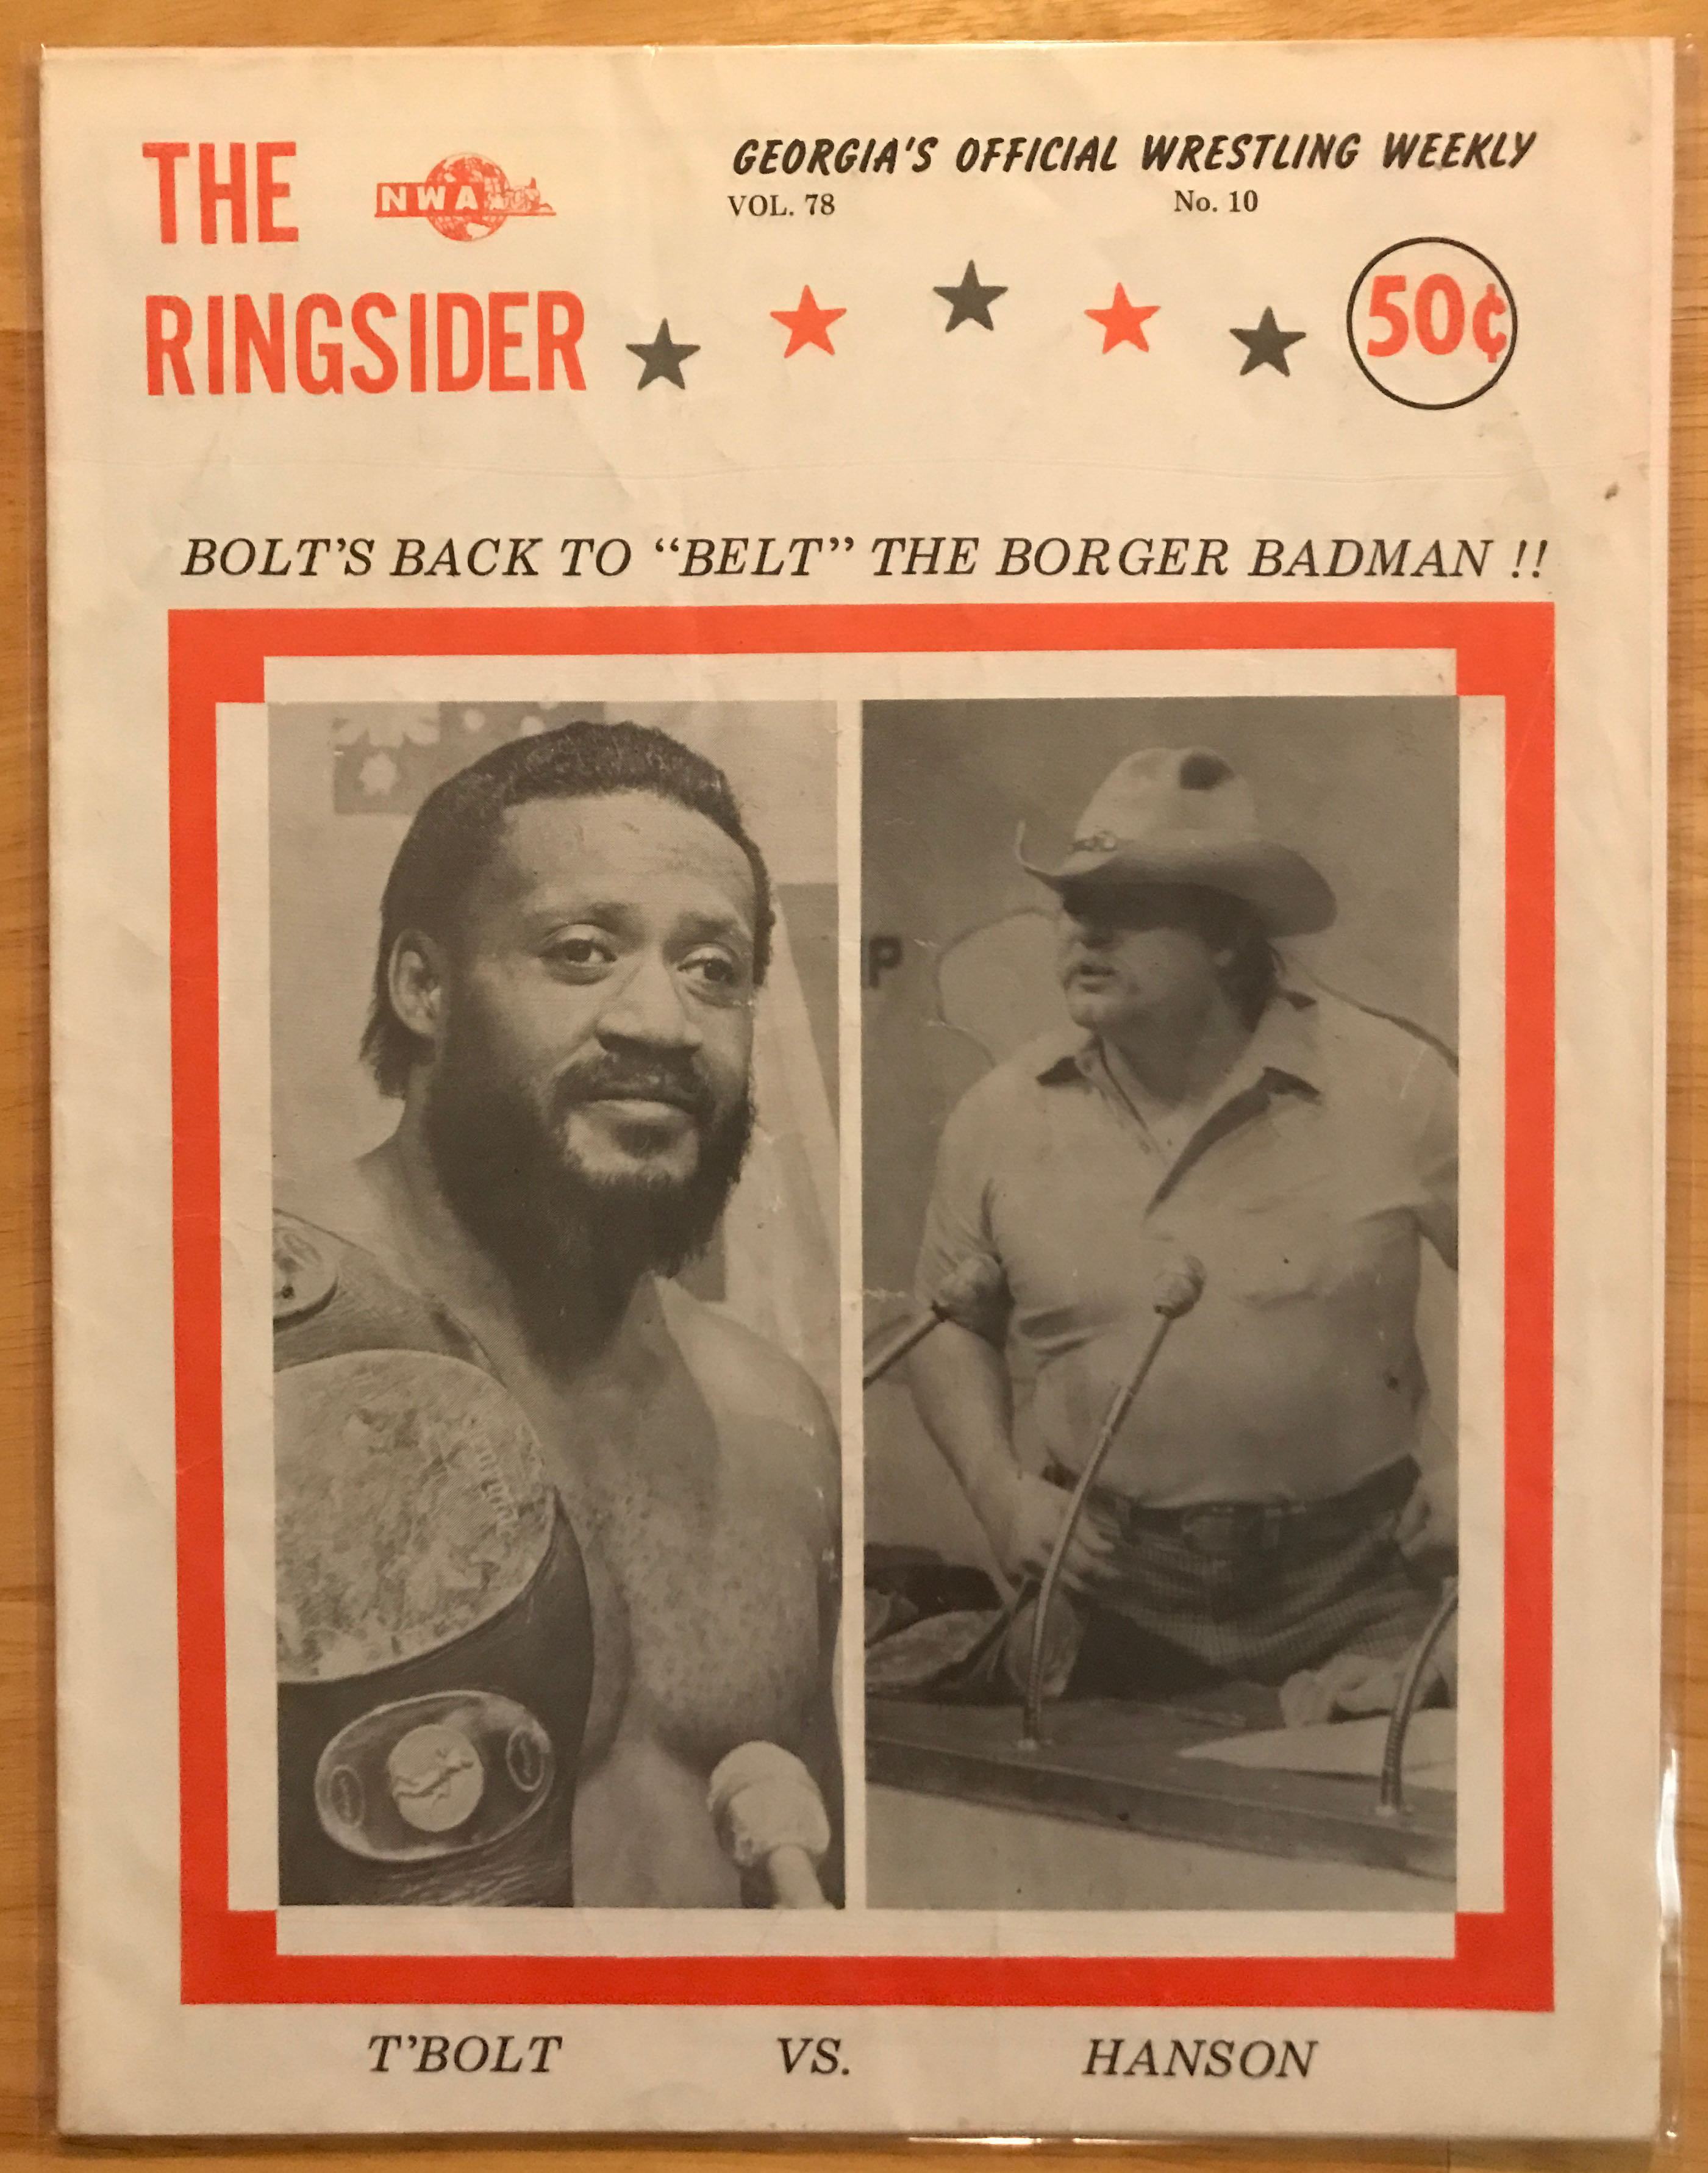 THE
NWA
GEORGIA'S OFFICIAL WRESTLING WEEKLY
VOL. 78 No. 10
RINGSIDER
50¢
BOLT'S BACK TO “BELT” THE BORGER BADMAN !!
P
T'BOLT VS. HANSON